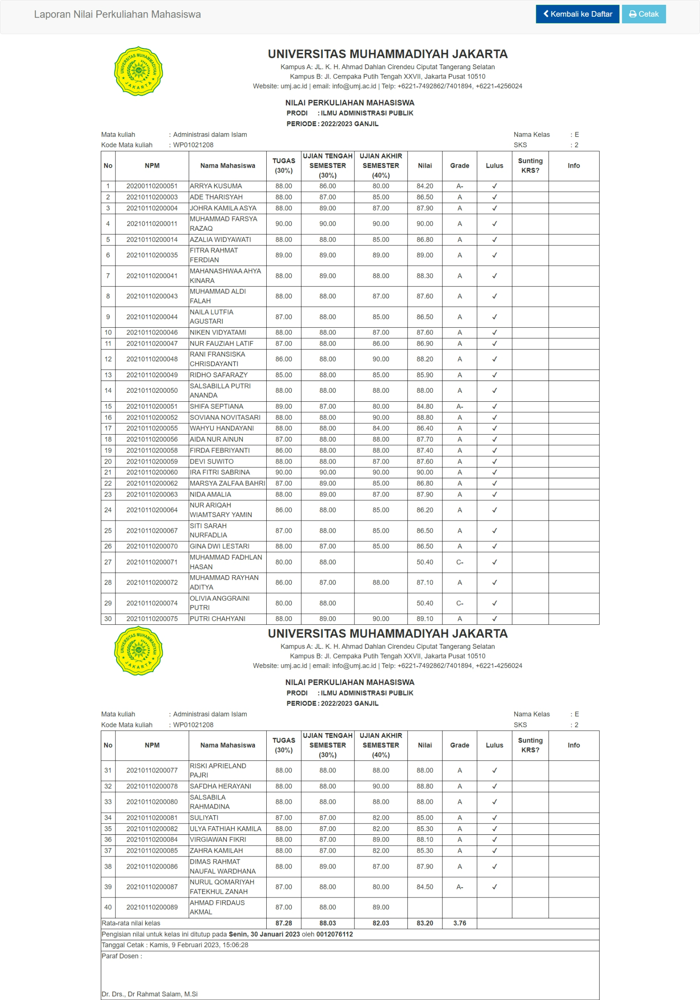 Laporan Nilai Perkuliahan Mahasiswa
Kembali ke Daftar
Cetak
UNIVERSITAS MUHAMMADIYAH
JAKARTA
UNIVERSITAS MUHAMMADIYAH JAKARTA
Kampus A: JL. K. H. Ahmad Dahlan Cirendeu Ciputat Tangerang Selatan
Kampus B: Jl. Cempaka Putih Tengah XXVII, Jakarta Pusat 10510
Website: umj.ac.id | email: info@umj.ac.id | Telp: +6221-7492862/7401894, +6221-4256024
NILAI PERKULIAHAN MAHASISWA
PRODI : ILMU ADMINISTRASI PUBLIK
PERIODE : 2022/2023 GANJIL
Mata kuliah : Administrasi dalam Islam Nama Kelas : E
Kode Mata kuliah : WP01021208 SKS : 2
No NPM Nama Mahasiswa TUGAS (30%) UJIAN TENGAH SEMESTER (30%) UJIAN AKHIR SEMESTER (40%) Nilai Grade Lulus Sunting KRS? Info
1 20200110200051 ARRYA KUSUMA 88.00 86.00 80.00 84.20 A- ✓
2 20210110200003 ADE THARISYAH 88.00 87.00 85.00 86.50 A ✓
3 20210110200004 JOHRA KAMILA ASYA 88.00 89.00 87.00 87.90 A ✓
4 20210110200011 MUHAMMAD FARSYA RAZAQ 90.00 90.00 90.00 90.00 A ✓
5 20210110200014 AZALIA WIDYAWATI 88.00 88.00 85.00 86.80 A ✓
6 20210110200035 FITRA RAHMAT FERDIAN 89.00 89.00 89.00 89.00 A ✓
7 20210110200041 MAHANASHWAA AHYA KINARA 88.00 89.00 88.00 88.30 A ✓
8 20210110200043 MUHAMMAD ALDI FALAH 88.00 88.00 87.00 87.60 A ✓
9 20210110200044 NAILA LUTFIA AGUSTARI 87.00 88.00 85.00 86.50 A ✓
10 20210110200046 NIKEN VIDYATAMI 88.00 88.00 87.00 87.60 A ✓
11 20210110200047 NUR FAUZIAH LATIF 87.00 88.00 86.00 86.90 A ✓
12 20210110200048 RANI FRANSISKA CHRISDAYANTI 86.00 88.00 90.00 88.20 A ✓
13 20210110200049 RIDHO SAFARAZY 85.00 88.00 85.00 85.90 A ✓
14 20210110200050 SALSABILLA PUTRI ANANDA 88.00 88.00 88.00 88.00 A ✓
15 20210110200051 SHIFA SEPTIANA 89.00 87.00 80.00 84.80 A- ✓
16 20210110200052 SOVIANA NOVITASARI 88.00 88.00 90.00 88.80 A ✓
17 20210110200055 WAHYU HANDAYANI 88.00 88.00 84.00 86.40 A ✓
18 20210110200056 AIDA NUR AINUN 87.00 88.00 88.00 87.70 A ✓
19 20210110200058 FIRDA FEBRIYANTI 86.00 88.00 88.00 87.40 A ✓
20 20210110200059 DEVI SUWITO 88.00 88.00 87.00 87.60 A ✓
21 20210110200060 IRA FITRI SABRINA 90.00 90.00 90.00 90.00 A ✓
22 20210110200062 MARSYA ZALFAA BAHRI 87.00 89.00 85.00 86.80 A ✓
23 20210110200063 NIDA AMALIA 88.00 89.00 87.00 87.90 A ✓
24 20210110200064 NUR ARIQAH WIAMTSARY YAMIN 86.00 88.00 85.00 86.20 A ✓
25 20210110200067 SITI SARAH NURFADLIA 87.00 88.00 85.00 86.50 A ✓
26 20210110200070 GINA DWI LESTARI 88.00 87.00 85.00 86.50 A ✓
27 20210110200071 MUHAMMAD FADHLAN HASAN 80.00 88.00 50.40 C- ✓
28 20210110200072 MUHAMMAD RAYHAN ADITYA 86.00 87.00 88.00 87.10 A ✓
29 20210110200074 OLIVIA ANGGRAINI PUTRI 80.00 88.00 50.40 C- ✓
30 20210110200075 PUTRI CHAHYANI 88.00 89.00 90.00 89.10 A ✓
UNIVERSITAS MUHAMMADIYAH
JAKARTA
UNIVERSITAS MUHAMMADIYAH JAKARTA
Kampus A: JL. K. H. Ahmad Dahlan Cirendeu Ciputat Tangerang Selatan
Kampus B: Jl. Cempaka Putih Tengah XXVII, Jakarta Pusat 10510
Website: umj.ac.id | email: info@umj.ac.id | Telp: +6221-7492862/7401894, +6221-4256024
NILAI PERKULIAHAN MAHASISWA
PRODI : ILMU ADMINISTRASI PUBLIK
PERIODE : 2022/2023 GANJIL
Mata kuliah : Administrasi dalam Islam Nama Kelas : E
Kode Mata kuliah : WP01021208 SKS : 2
No NPM Nama Mahasiswa TUGAS (30%) UJIAN TENGAH SEMESTER (30%) UJIAN AKHIR SEMESTER (40%) Nilai Grade Lulus Sunting KRS? Info
31 20210110200077 RISKI APRIELAND PAJRI 88.00 88.00 88.00 88.00 A ✓
32 20210110200078 SAFDHA HERAYANI 88.00 88.00 90.00 88.80 A ✓
33 20210110200080 SALSABILA RAHMADINA 88.00 88.00 88.00 88.00 A ✓
34 20210110200081 SULIYATI 87.00 87.00 82.00 85.00 A ✓
35 20210110200082 ULYA FATHIAH KAMILA 88.00 87.00 82.00 85.30 A ✓
36 20210110200084 VIRGIAWAN FIKRI 88.00 87.00 89.00 88.10 A ✓
37 20210110200085 ZAHRA KAMILAH 88.00 87.00 82.00 85.30 A ✓
38 20210110200086 DIMAS RAHMAT NAUFAL WARDHANA 88.00 89.00 87.00 87.90 A ✓
39 20210110200087 NURUL QOMARIYAH FATEKHUL ZANAH 87.00 88.00 80.00 84.50 A- ✓
40 20210110200089 AHMAD FIRDAUS AKMAL 87.00 88.00 89.00
Rata-rata nilai kelas 87.28 88.03 82.03 83.20 3.76
Pengisian nilai untuk kelas ini ditutup pada Senin, 30 Januari 2023 oleh 0012076112
Tanggal Cetak : Kamis, 9 Februari 2023, 15:06:28
Paraf Dosen :
Dr. Drs., Dr Rahmat Salam, M.Si